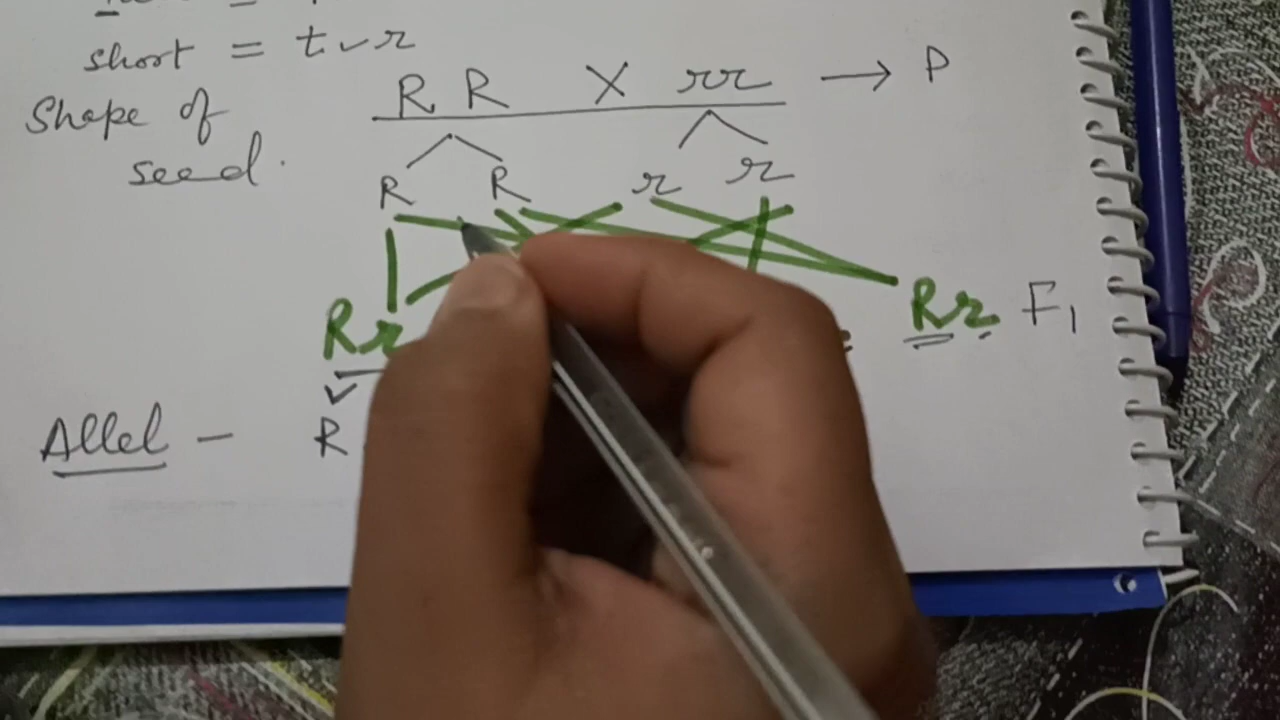 short = t r
Shape of
seed.
R R X rr → P
R R r r
Rr Rr F1
Allel - R